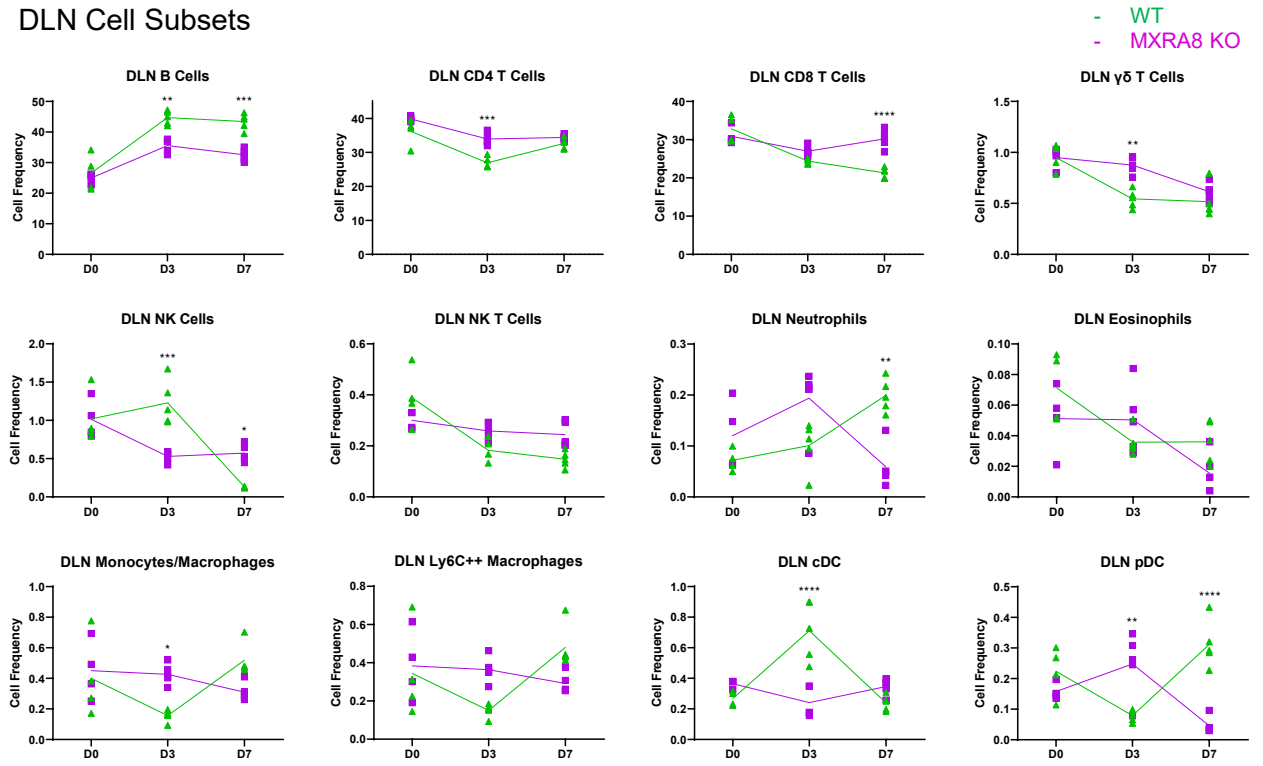 DLN Cell Subsets
- WT
- MXRA8 KO
DLN B Cells
Cell Frequency
50
40
30
20
10
0
**
***
D0 D3 D7
DLN CD4 T Cells
Cell Frequency
40
30
20
10
0
***
D0 D3 D7
DLN CD8 T Cells
Cell Frequency
40
30
20
10
0
****
D0 D3 D7
DLN γδ T Cells
Cell Frequency
1.5
1.0
0.5
0.0
**
D0 D3 D7
DLN NK Cells
Cell Frequency
2.0
1.5
1.0
0.5
0.0
***
*
D0 D3 D7
DLN NK T Cells
Cell Frequency
0.6
0.4
0.2
0.0
D0 D3 D7
DLN Neutrophils
Cell Frequency
0.3
0.2
0.1
0.0
**
D0 D3 D7
DLN Eosinophils
Cell Frequency
0.10
0.08
0.06
0.04
0.02
0.00
D0 D3 D7
DLN Monocytes/Macrophages
Cell Frequency
1.0
0.8
0.6
0.4
0.2
0.0
*
D0 D3 D7
DLN Ly6C++ Macrophages
Cell Frequency
0.8
0.6
0.4
0.2
0.0
D0 D3 D7
DLN cDC
Cell Frequency
1.0
0.8
0.6
0.4
0.2
0.0
****
D0 D3 D7
DLN pDC
Cell Frequency
0.5
0.4
0.3
0.2
0.1
0.0
**
****
D0 D3 D7